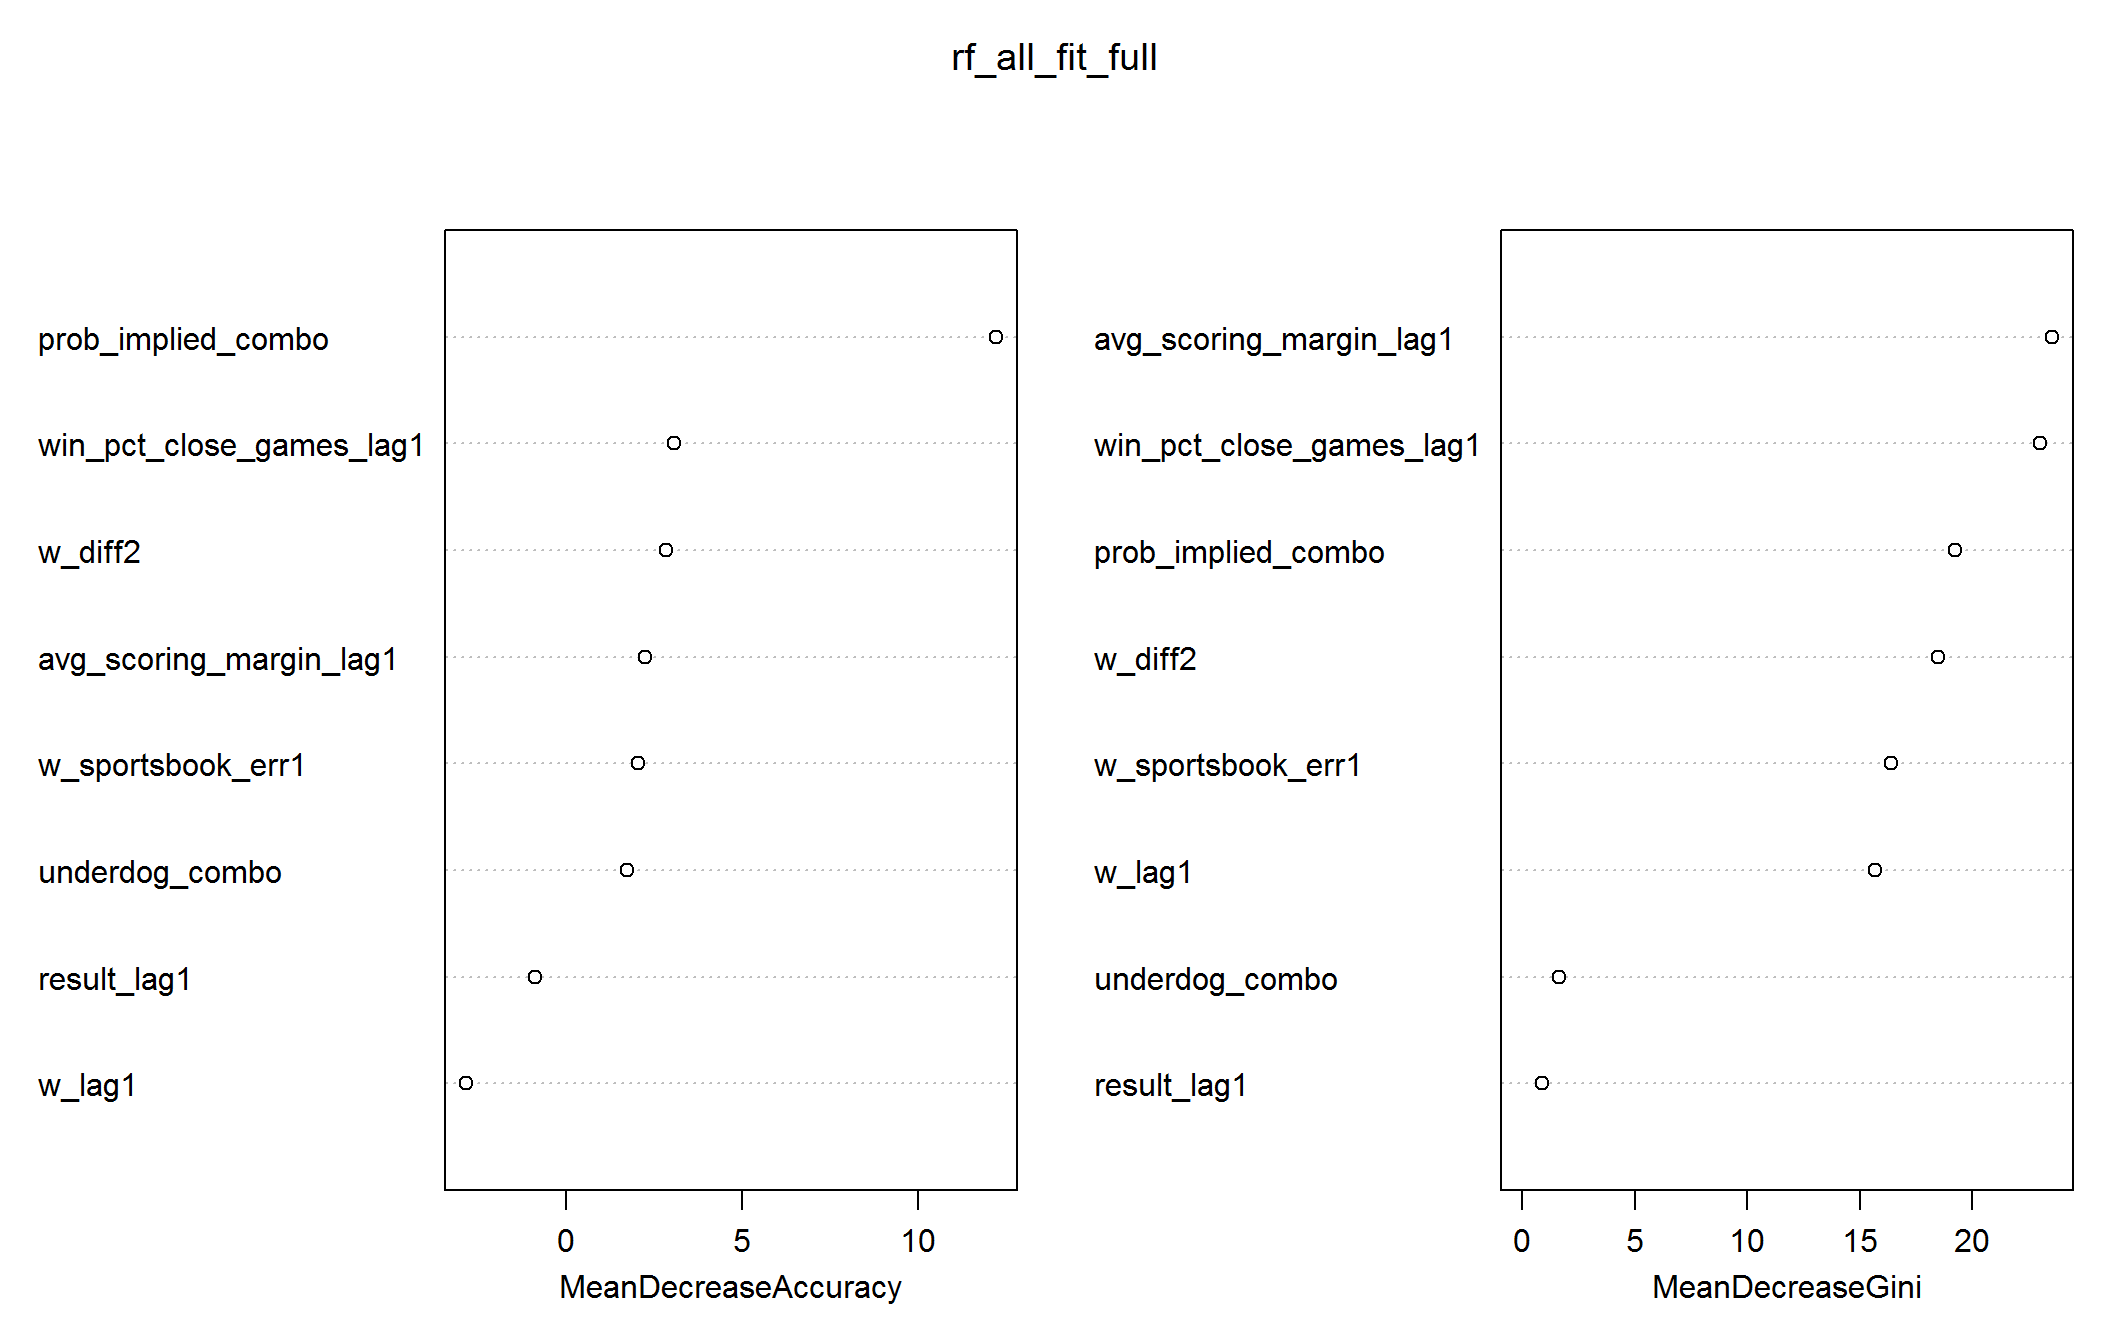 rf_all_fit_full
prob_implied_combo
win_pct_close_games_lag1
w_diff2
avg_scoring_margin_lag1
w_sportsbook_err1
underdog_combo
result_lag1
w_lag1
0 5 10
MeanDecreaseAccuracy
avg_scoring_margin_lag1
win_pct_close_games_lag1
prob_implied_combo
w_diff2
w_sportsbook_err1
w_lag1
underdog_combo
result_lag1
0 5 10 15 20
MeanDecreaseGini